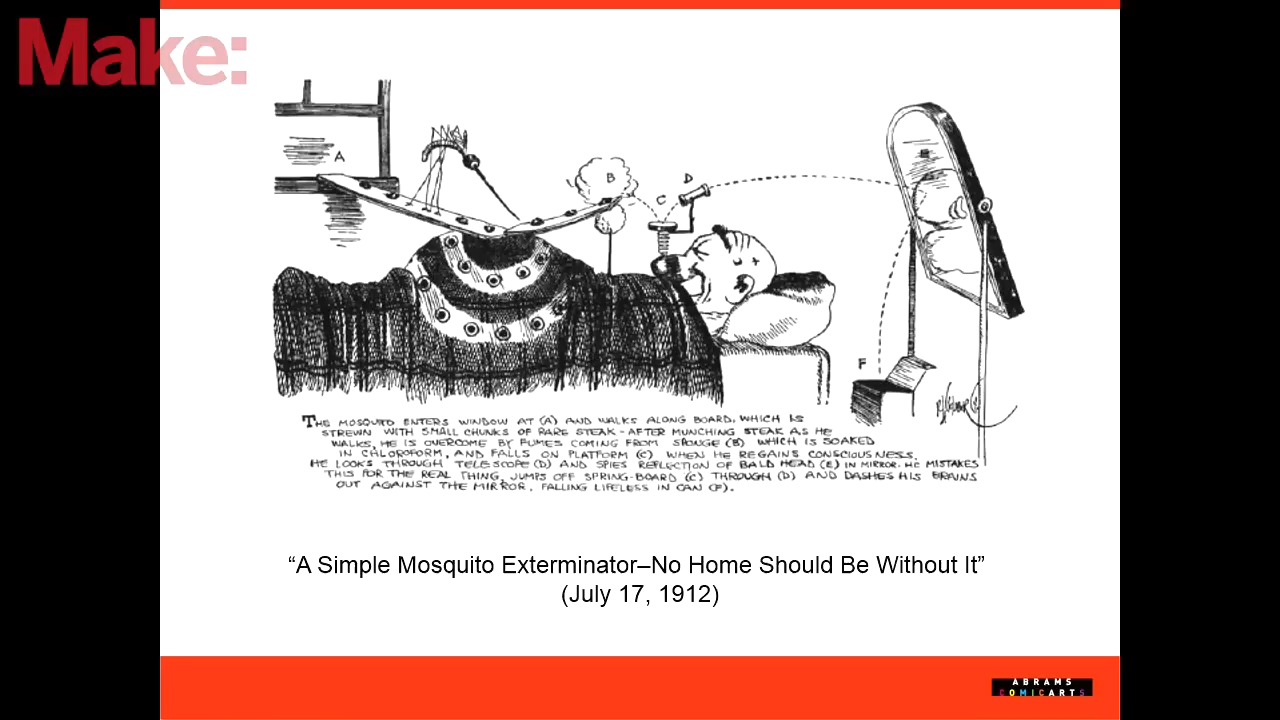 Make:
A
B
C
D
E
F
THE MOSQUITO ENTERS WINDOW AT (A) AND WALKS ALONG BOARD, WHICH IS
STREWN WITH SMALL CHUNKS OF RARE STEAK - AFTER MUNCHING STEAK AS HE
WALKS, HE IS OVERCOME BY FUMES COMING FROM SPONGE (B) WHICH IS SOAKED
IN CHLOROFORM, AND FALLS ON PLATFORM (C) WHEN HE REGAINS CONSCIOUSNESS,
HE LOOKS THROUGH TELESCOPE (D) AND SPIES REFLECTION OF BALD HEAD (E) IN MIRROR. HE MISTAKES
THIS FOR THE REAL THING, JUMPS OFF SPRING-BOARD (C) THROUGH (D) AND DASHES HIS BRAINS
OUT AGAINST THE MIRROR, FALLING LIFELESS IN CAN (F).
“A Simple Mosquito Exterminator–No Home Should Be Without It”
(July 17, 1912)
ABRAMS
COMICARTS